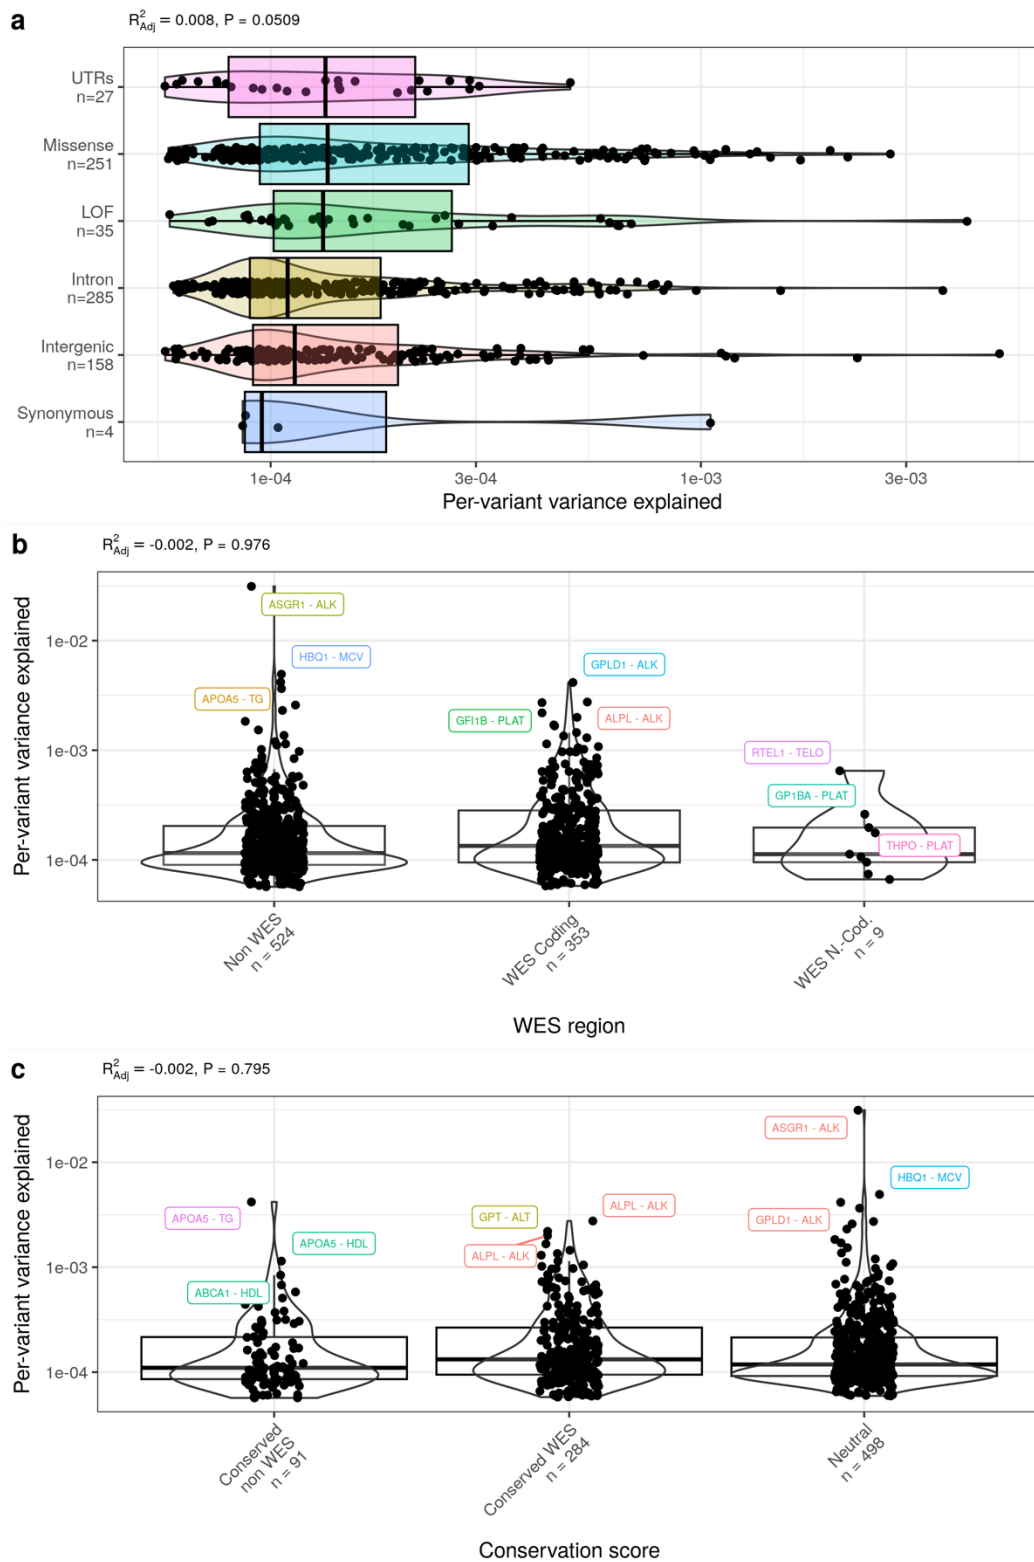 a
R²Adj = 0.008, P = 0.0509
UTRs
n=27
Missense
n=251
LOF
n=35
Intron
n=285
Intergenic
n=158
Synonymous
n=4
1e-04 3e-04 1e-03 3e-03
Per-variant variance explained
b
R²Adj = -0.002, P = 0.976
Per-variant variance explained
1e-02
1e-03
1e-04
ASGR1 - ALK
HBQ1 - MCV
APOA5 - TG
GPLD1 - ALK
GFI1B - PLAT
ALPL - ALK
RTEL1 - TELO
GP1BA - PLAT
THPO - PLAT
Non WES
n = 524
WES Coding
n = 353
WES N.-Cod.
n = 9
WES region
c
R²Adj = -0.002, P = 0.795
Per-variant variance explained
1e-02
1e-03
1e-04
APOA5 - TG
APOA5 - HDL
ABCA1 - HDL
GPT - ALT
ALPL - ALK
ALPL - ALK
ASGR1 - ALK
HBQ1 - MCV
GPLD1 - ALK
Conserved
non WES
n = 91
Conserved WES
n = 284
Neutral
n = 498
Conservation score